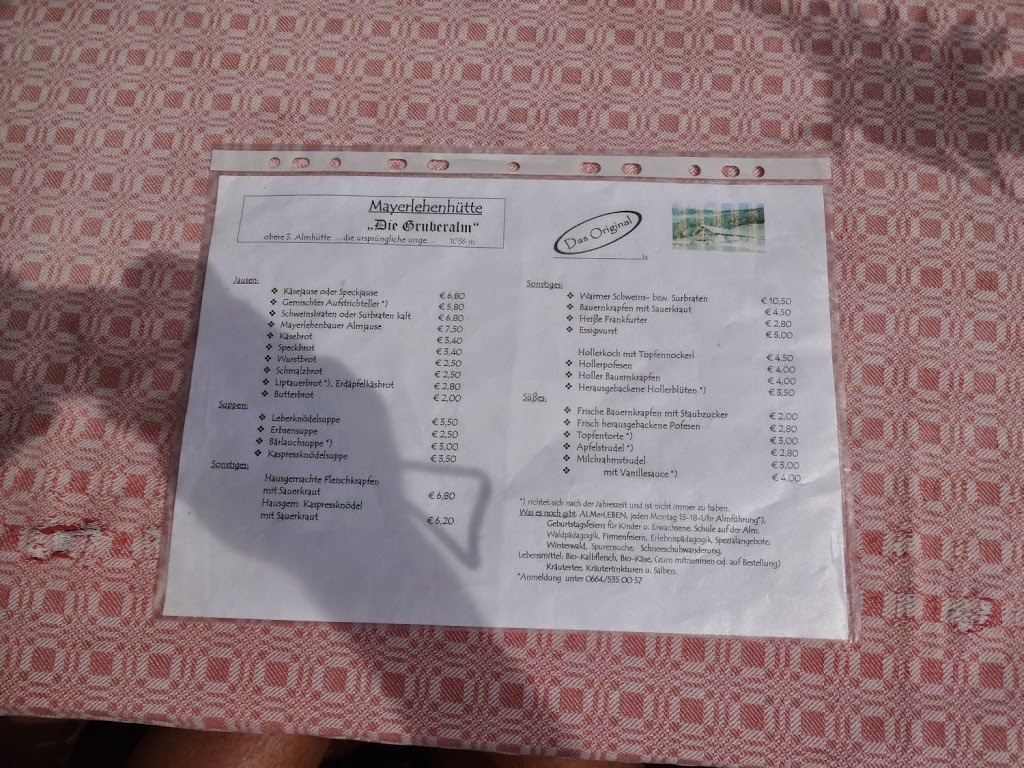 Mayerlehenhütte
„Die Gruberalm“
obere 3. Almhütte ...die ursprüngliche urige... 1036 m
Das Original
Jausen:
❖ Käsejause oder Speckjause € 6,80
❖ Gemischtes Aufstrichteller *) € 5,80
❖ Schweinsbraten oder Surbraten kalt € 6,80
❖ Mayerlehenbauer Almjause € 7,50
❖ Käsebrot € 3,40
❖ Speckbrot € 3,40
❖ Wurstbrot € 2,50
❖ Schmalzbrot € 2,50
❖ Liptauerbrot *), Erdäpfelkäsbrot € 2,80
❖ Butterbrot € 2,00
Suppen:
❖ Leberknödelsuppe € 3,50
❖ Erbsensuppe € 2,50
❖ Bärlauchsuppe *) € 3,00
❖ Kaspressknödelsuppe € 3,50
Sonstiges:
Hausgemachte Fleischkrapfen
mit Sauerkraut € 6,80
Hausgem. Kaspressknödel
mit Sauerkraut € 6,20
Sonstiges:
❖ Warmer Schweins- bzw. Surbraten € 10,50
❖ Bauernkrapfen mit Sauerkraut € 4,50
❖ Heiße Frankfurter € 2,80
❖ Essigwurst € 5,00
Hollerkoch mit Topfennockerl € 4,50
❖ Hollerpofesen € 4,00
❖ Holler Bauernkrapfen € 4,00
❖ Herausgebackene Hollerblüten *) € 3,50
Süßes:
❖ Frische Bauernkrapfen mit Staubzucker € 2,00
❖ Frisch herausgebackene Pofesen € 2,80
❖ Topfentorte *) € 3,00
❖ Apfelstrudel *) € 2,80
❖ Milchrahmstrudel € 3,00
❖ mit Vanillesauce *) € 4,00
*) richtet sich nach der Jahreszeit und ist nicht immer zu haben.
Was es noch gibt: ALMerLEBEN, jeden Montag 15-18-Uhr Almführung*),
Geburtstagsfeiern für Kinder u. Erwachsene, Schule auf der Alm,
Waldpädagogik, Firmenfeiern, Erlebnispädagogik, Spezialangebote,
Winterwald, Spurensuche, Schneeschuhwanderung,
Lebensmittel: Bio-Kalbfleisch, Bio-Käse, (zum mitnehmen od. auf Bestellung)
Kräutertee, Kräutertinkturen u. Salben.
*Anmeldung unter 0664/535 00 57